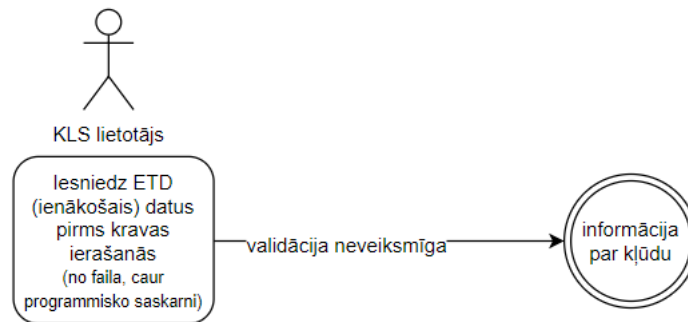 KLS lietotājs
Iesniedz ETD
(ienākošais) datus
pirms kravas
ierašanās
(no faila, caur
programmisko saskarni)
validācija neveiksmīga
informācija
par kļūdu